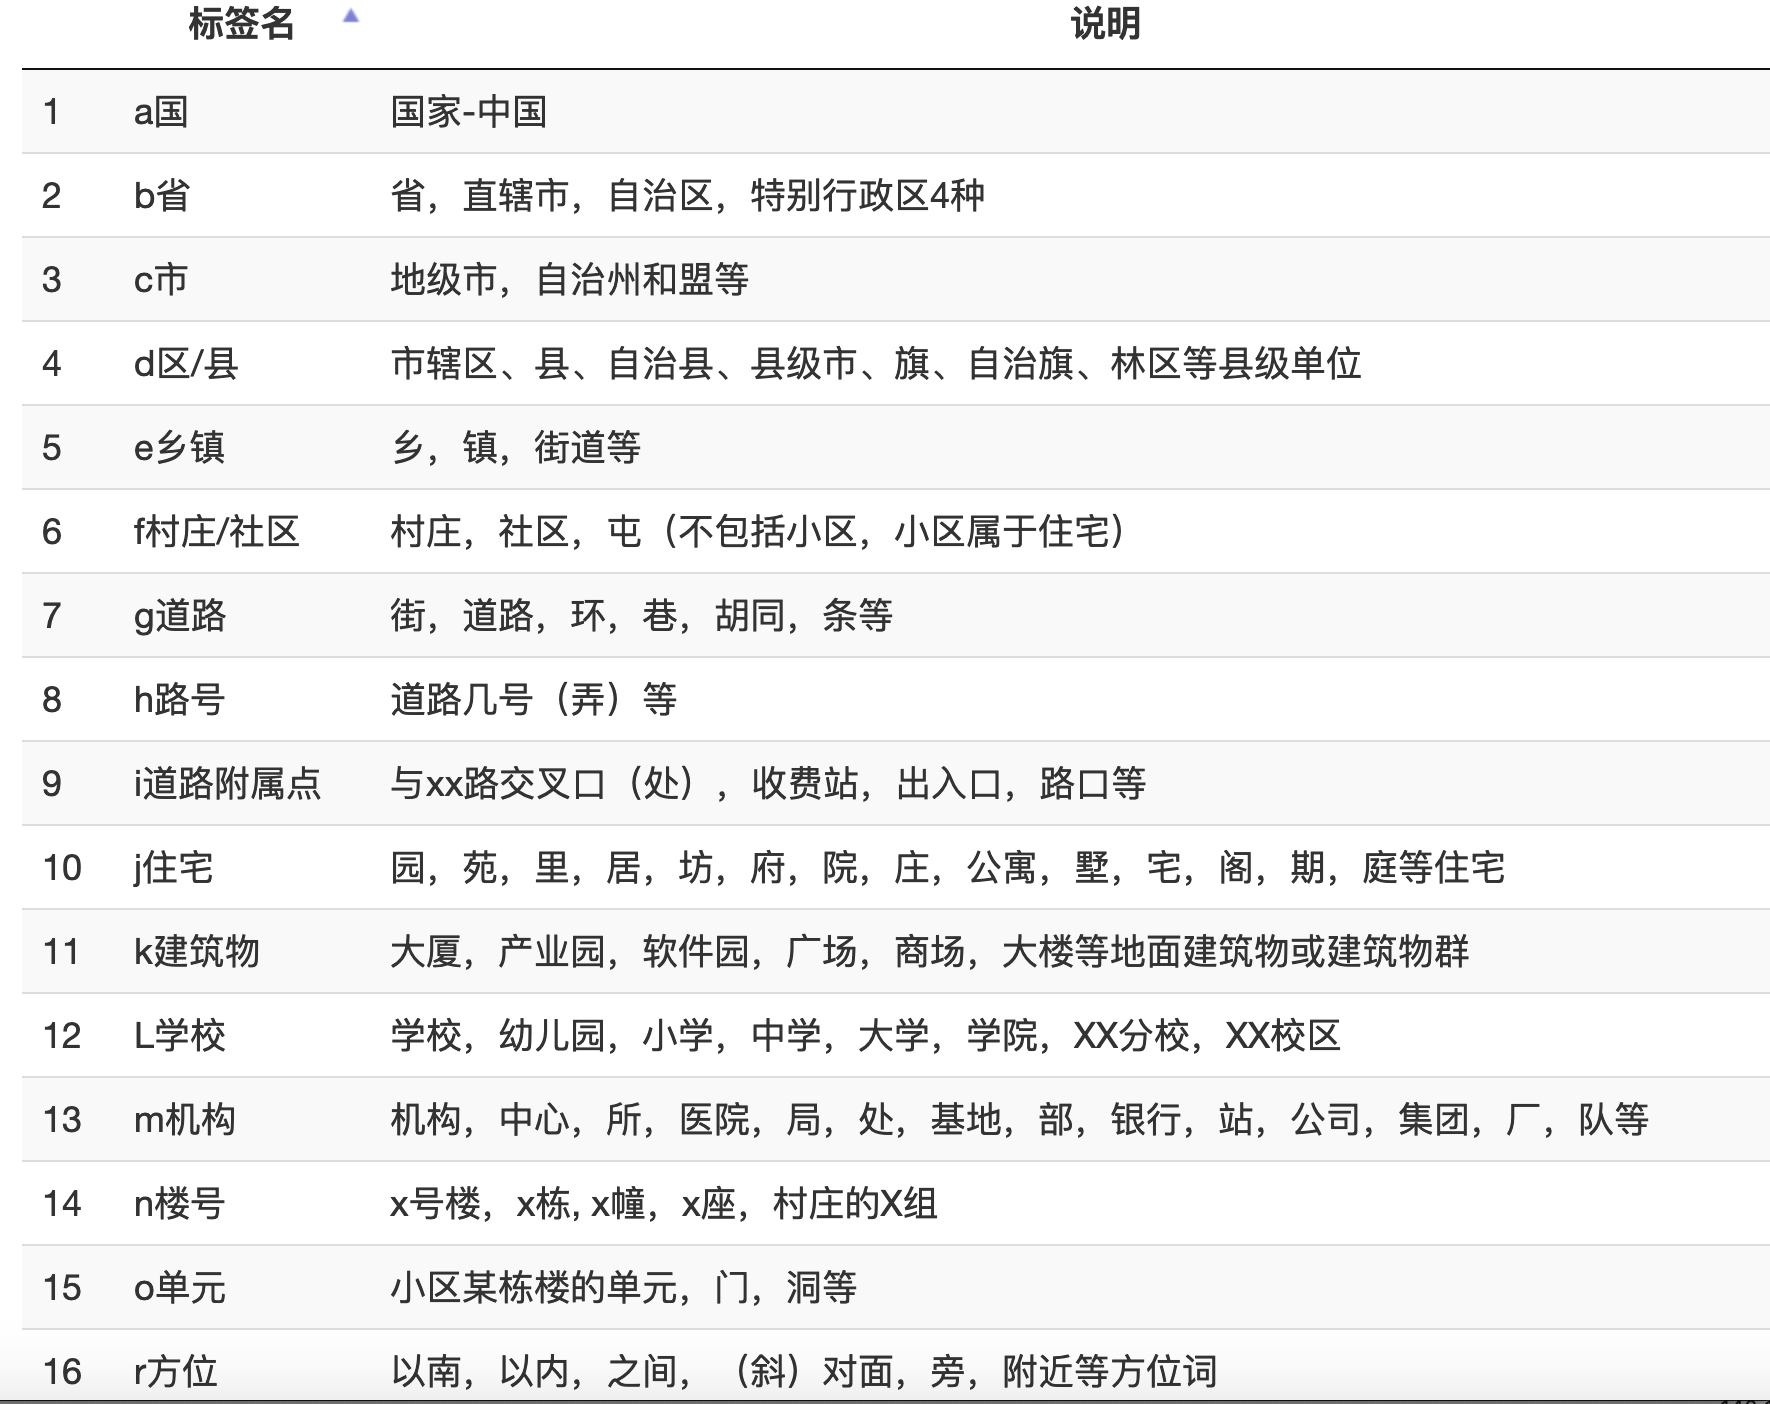 标签名 说明
1 a国 国家-中国
2 b省 省，直辖市，自治区，特别行政区4种
3 c市 地级市，自治州和盟等
4 d区/县 市辖区、县、自治县、县级市、旗、自治旗、林区等县级单位
5 e乡镇 乡，镇，街道等
6 f村庄/社区 村庄，社区，屯（不包括小区，小区属于住宅）
7 g道路 街，道路，环，巷，胡同，条等
8 h路号 道路几号（弄）等
9 i道路附属点 与xx路交叉口（处），收费站，出入口，路口等
10 j住宅 园，苑，里，居，坊，府，院，庄，公寓，墅，宅，阁，期，庭等住宅
11 k建筑物 大厦，产业园，软件园，广场，商场，大楼等地面建筑物或建筑物群
12 L学校 学校，幼儿园，小学，中学，大学，学院，XX分校，XX校区
13 m机构 机构，中心，所，医院，局，处，基地，部，银行，站，公司，集团，厂，队等
14 n楼号 x号楼，x栋, x幢，x座，村庄的X组
15 o单元 小区某栋楼的单元，门，洞等
16 r方位 以南，以内，之间，（斜）对面，旁，附近等方位词